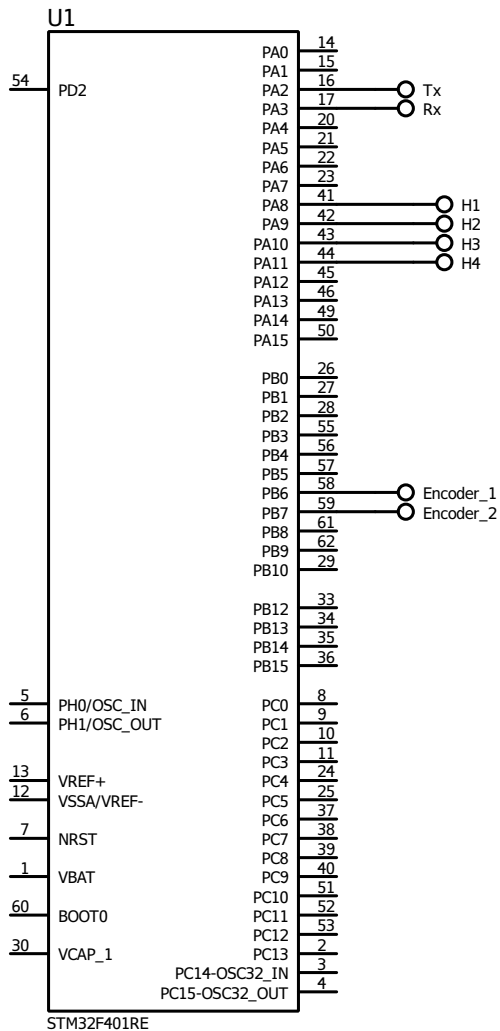 U1
PA0 14
PA1 15
54 PD2 PA2 16 Tx
PA3 17 Rx
PA4 20
PA5 21
PA6 22
PA7 23
PA8 41 H1
PA9 42 H2
PA10 43 H3
PA11 44 H4
PA12 45
PA13 46
PA14 49
PA15 50
PB0 26
PB1 27
PB2 28
PB3 55
PB4 56
PB5 57
PB6 58 Encoder_1
PB7 59 Encoder_2
PB8 61
PB9 62
PB10 29
PB12 33
PB13 34
PB14 35
PB15 36
5 PH0/OSC_IN PC0 8
6 PH1/OSC_OUT PC1 9
PC2 10
PC3 11
13 VREF+ PC4 24
12 VSSA/VREF- PC5 25
PC6 37
7 NRST PC7 38
PC8 39
1 VBAT PC9 40
PC10 51
60 BOOT0 PC11 52
PC12 53
30 VCAP_1 PC13 2
PC14-OSC32_IN 3
PC15-OSC32_OUT 4
STM32F401RE